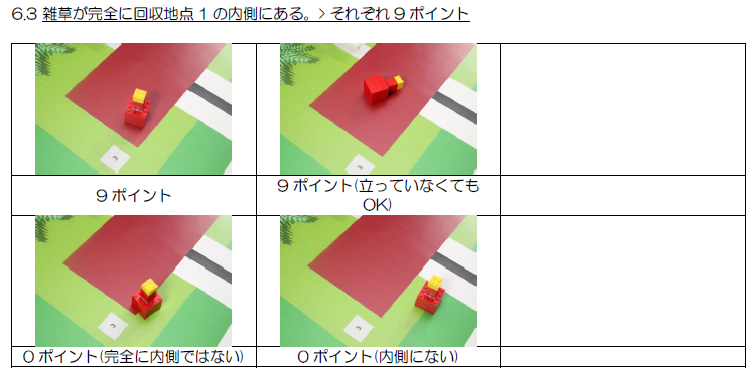 6.3 雑草が完全に回収地点 1 の内側にある。> それぞれ 9 ポイント
9 ポイント
9 ポイント(立っていなくても
OK)
0 ポイント(完全に内側ではない)
0 ポイント(内側にない)